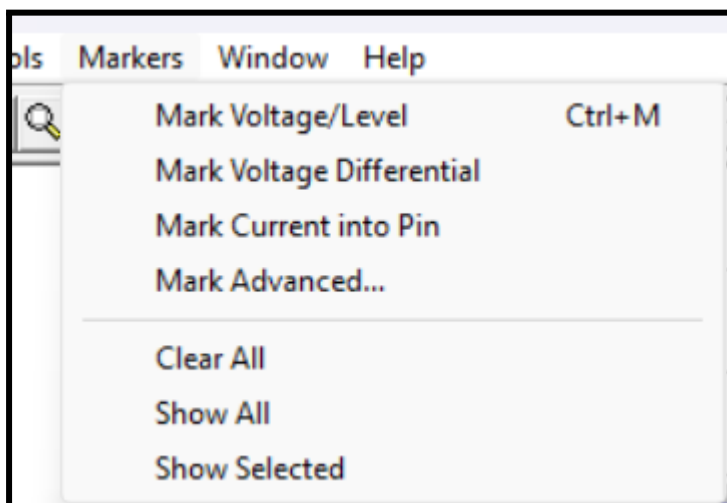 Markers Window Help
Mark Voltage/Level Ctrl+M
Mark Voltage Differential
Mark Current into Pin
Mark Advanced...
Clear All
Show All
Show Selected